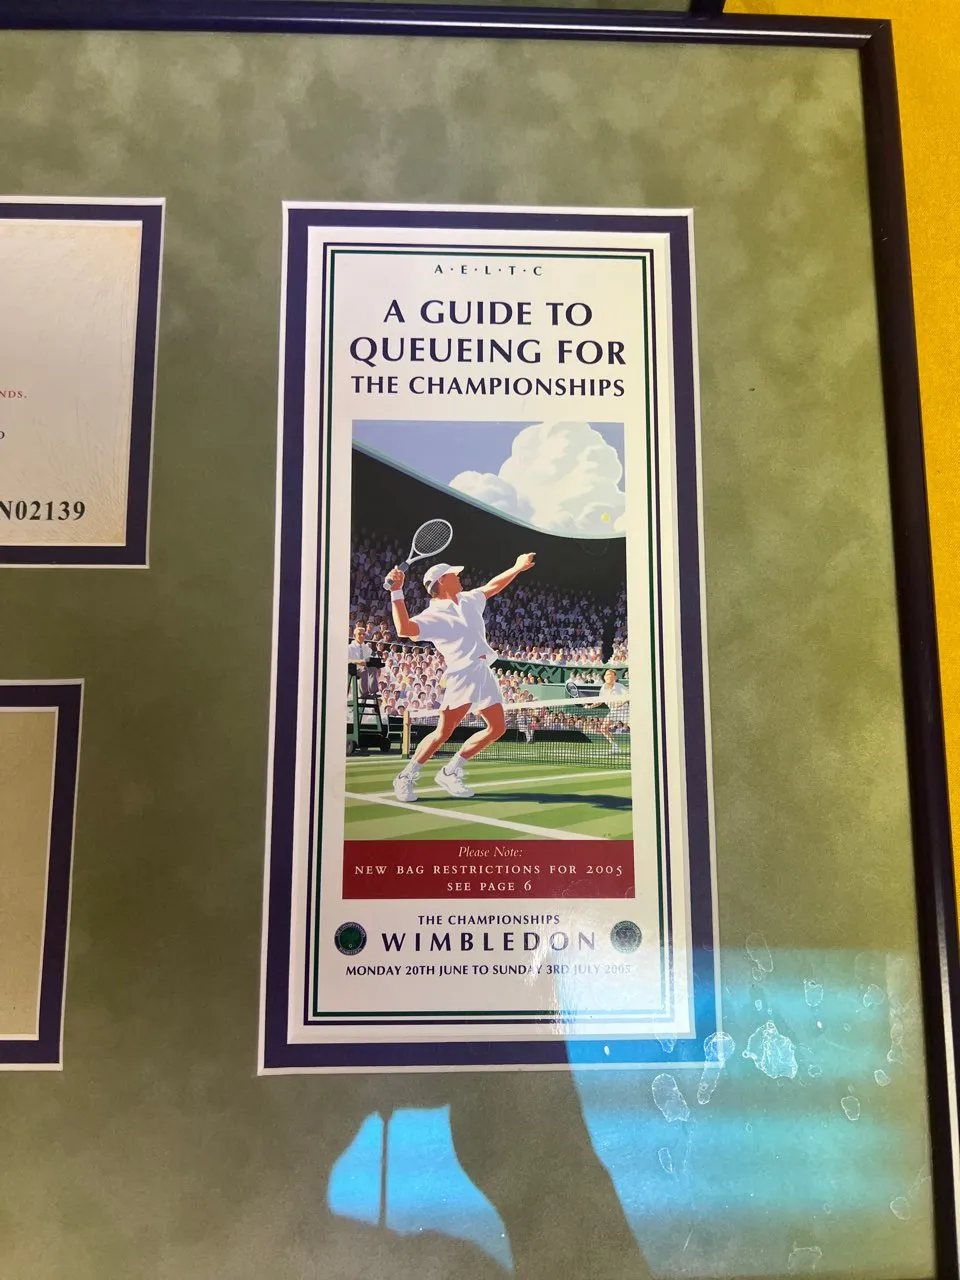 NDS.
N02139
A·E·L·T·C
A GUIDE TO
QUEUEING FOR
THE CHAMPIONSHIPS
Please Note:
NEW BAG RESTRICTIONS FOR 2005
SEE PAGE 6
THE CHAMPIONSHIPS
WIMBLEDON
MONDAY 20TH JUNE TO SUNDAY 3RD JULY 2005